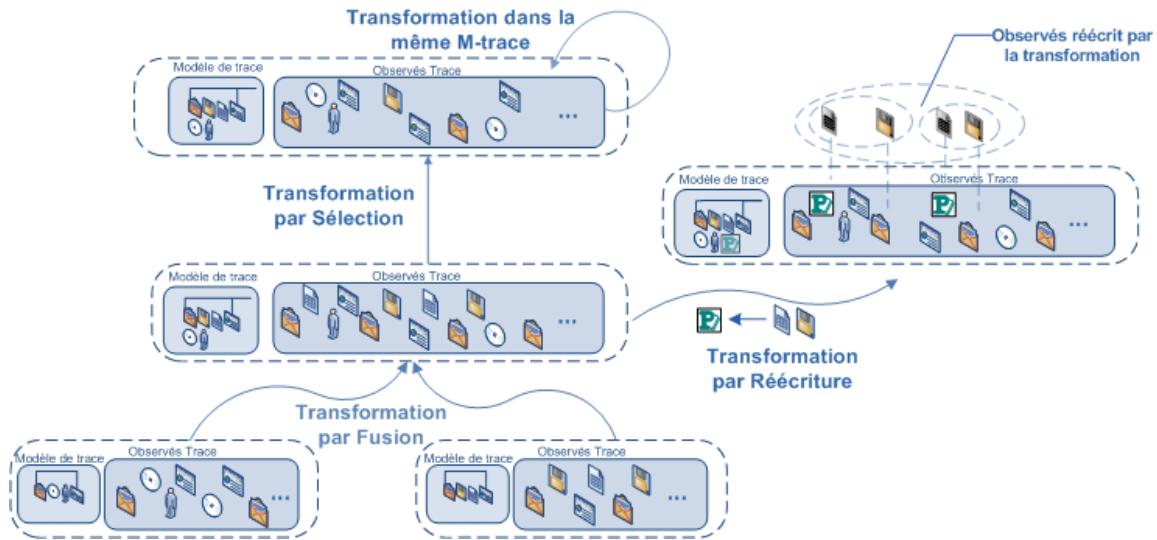 Transformation dans la
même M-trace
Modèle de trace
Observés Trace
...
Observés réécrit par
la transformation
Transformation
par Sélection
Modèle de trace
Observés Trace
P
P
P
...
Modèle de trace
Observés Trace
...
P
Transformation
par Réécriture
Transformation
par Fusion
Modèle de trace
Observés Trace
...
Modèle de trace
Observés Trace
...